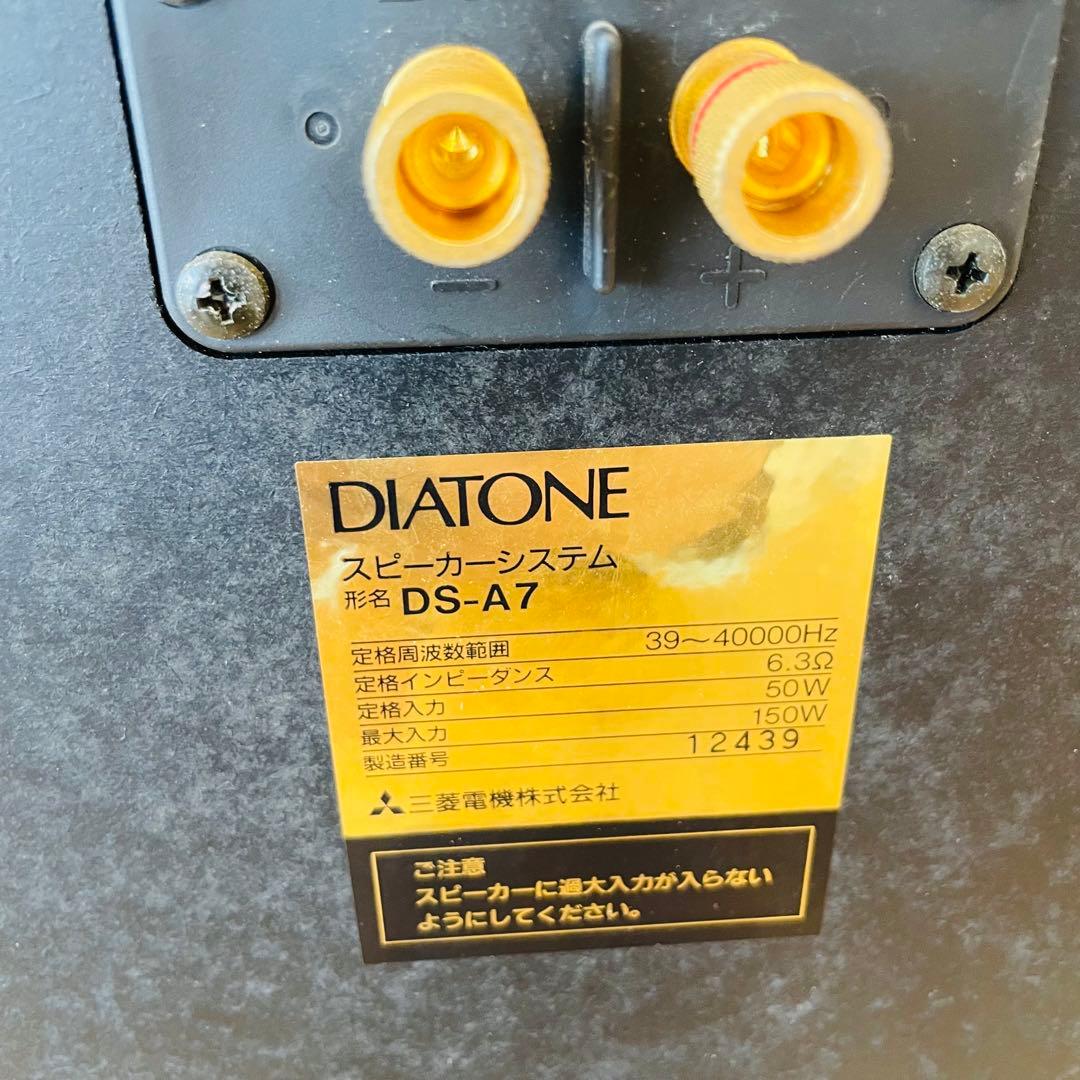 − +
DIATONE
スピーカーシステム
形名 DS-A7
定格周波数範囲 39～40000Hz
定格インピーダンス 6.3Ω
定格入力 50W
最大入力 150W
製造番号 12439
三菱電機株式会社
ご注意
スピーカーに過大入力が入らない
ようにしてください。